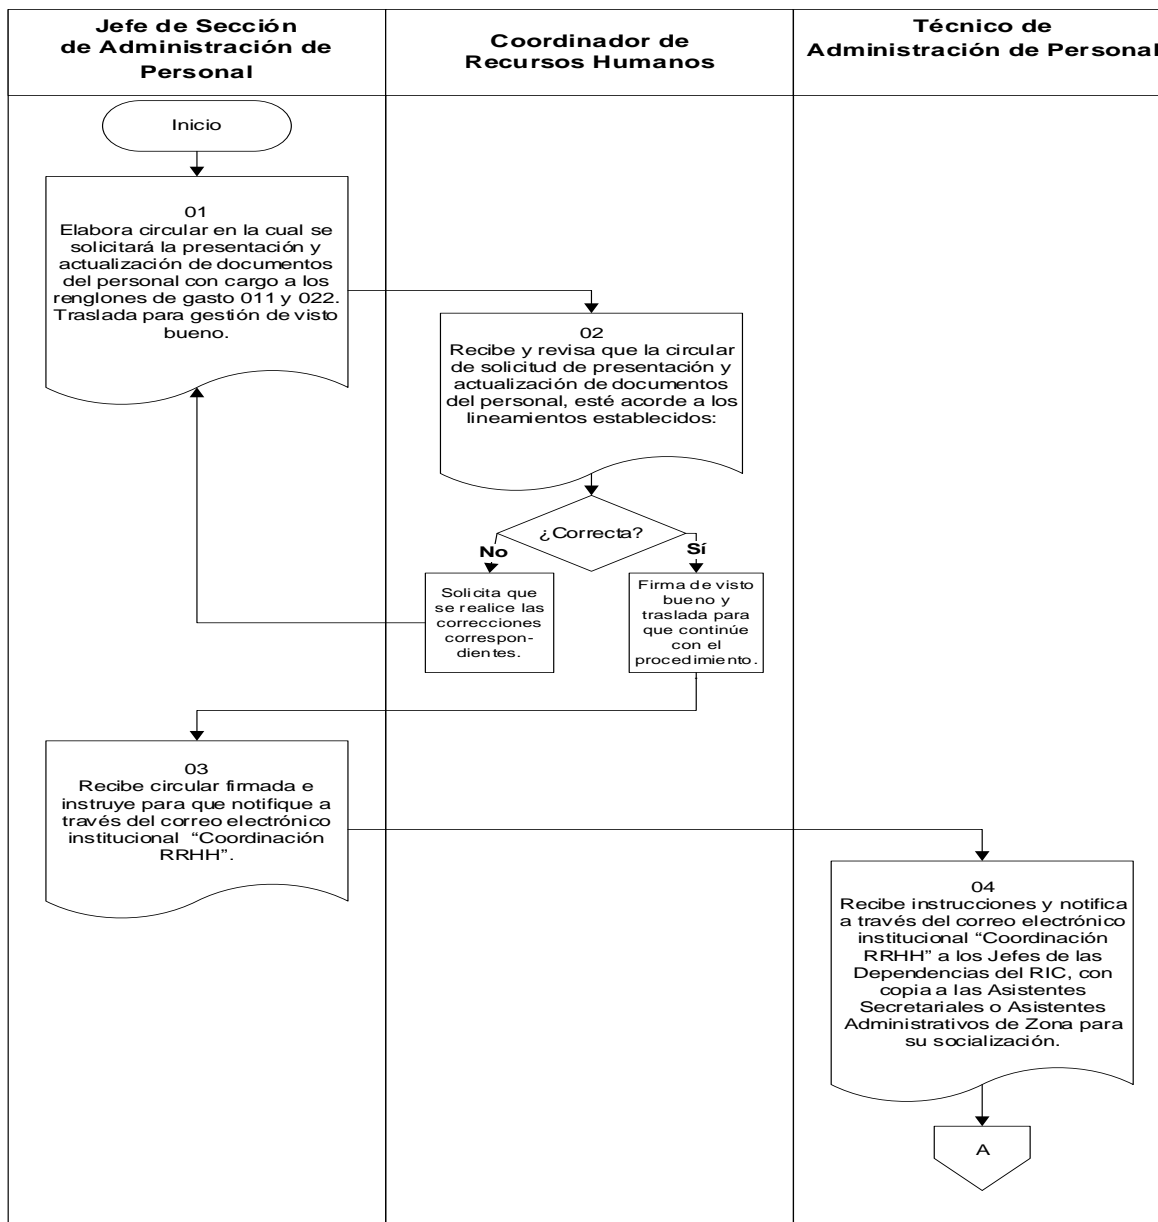 Jefe de Sección
de Administración de
Personal
Coordinador de
Recursos Humanos
Técnico de
Administración de Personal
Inicio
01
Elabora circular en la cual se
solicitará la presentación y
actualización de documentos
del personal con cargo a los
renglones de gasto 011 y 022.
Traslada para gestión de visto
bueno.
02
Recibe y revisa que la circular
de solicitud de presentación y
actualización de documentos
del personal, esté acorde a los
lineamientos establecidos:
¿Correcta?
No
Sí
Solicita que
se realice las
correcciones
correspon-
dientes.
Firma de visto
bueno y
traslada para
que continúe
con el
procedimiento.
03
Recibe circular firmada e
instruye para que notifique a
través del correo electrónico
institucional “Coordinación
RRHH”.
04
Recibe instrucciones y notifica
a través del correo electrónico
institucional “Coordinación
RRHH” a los Jefes de las
Dependencias del RIC, con
copia a las Asistentes
Secretariales o Asistentes
Administrativos de Zona para
su socialización.
A